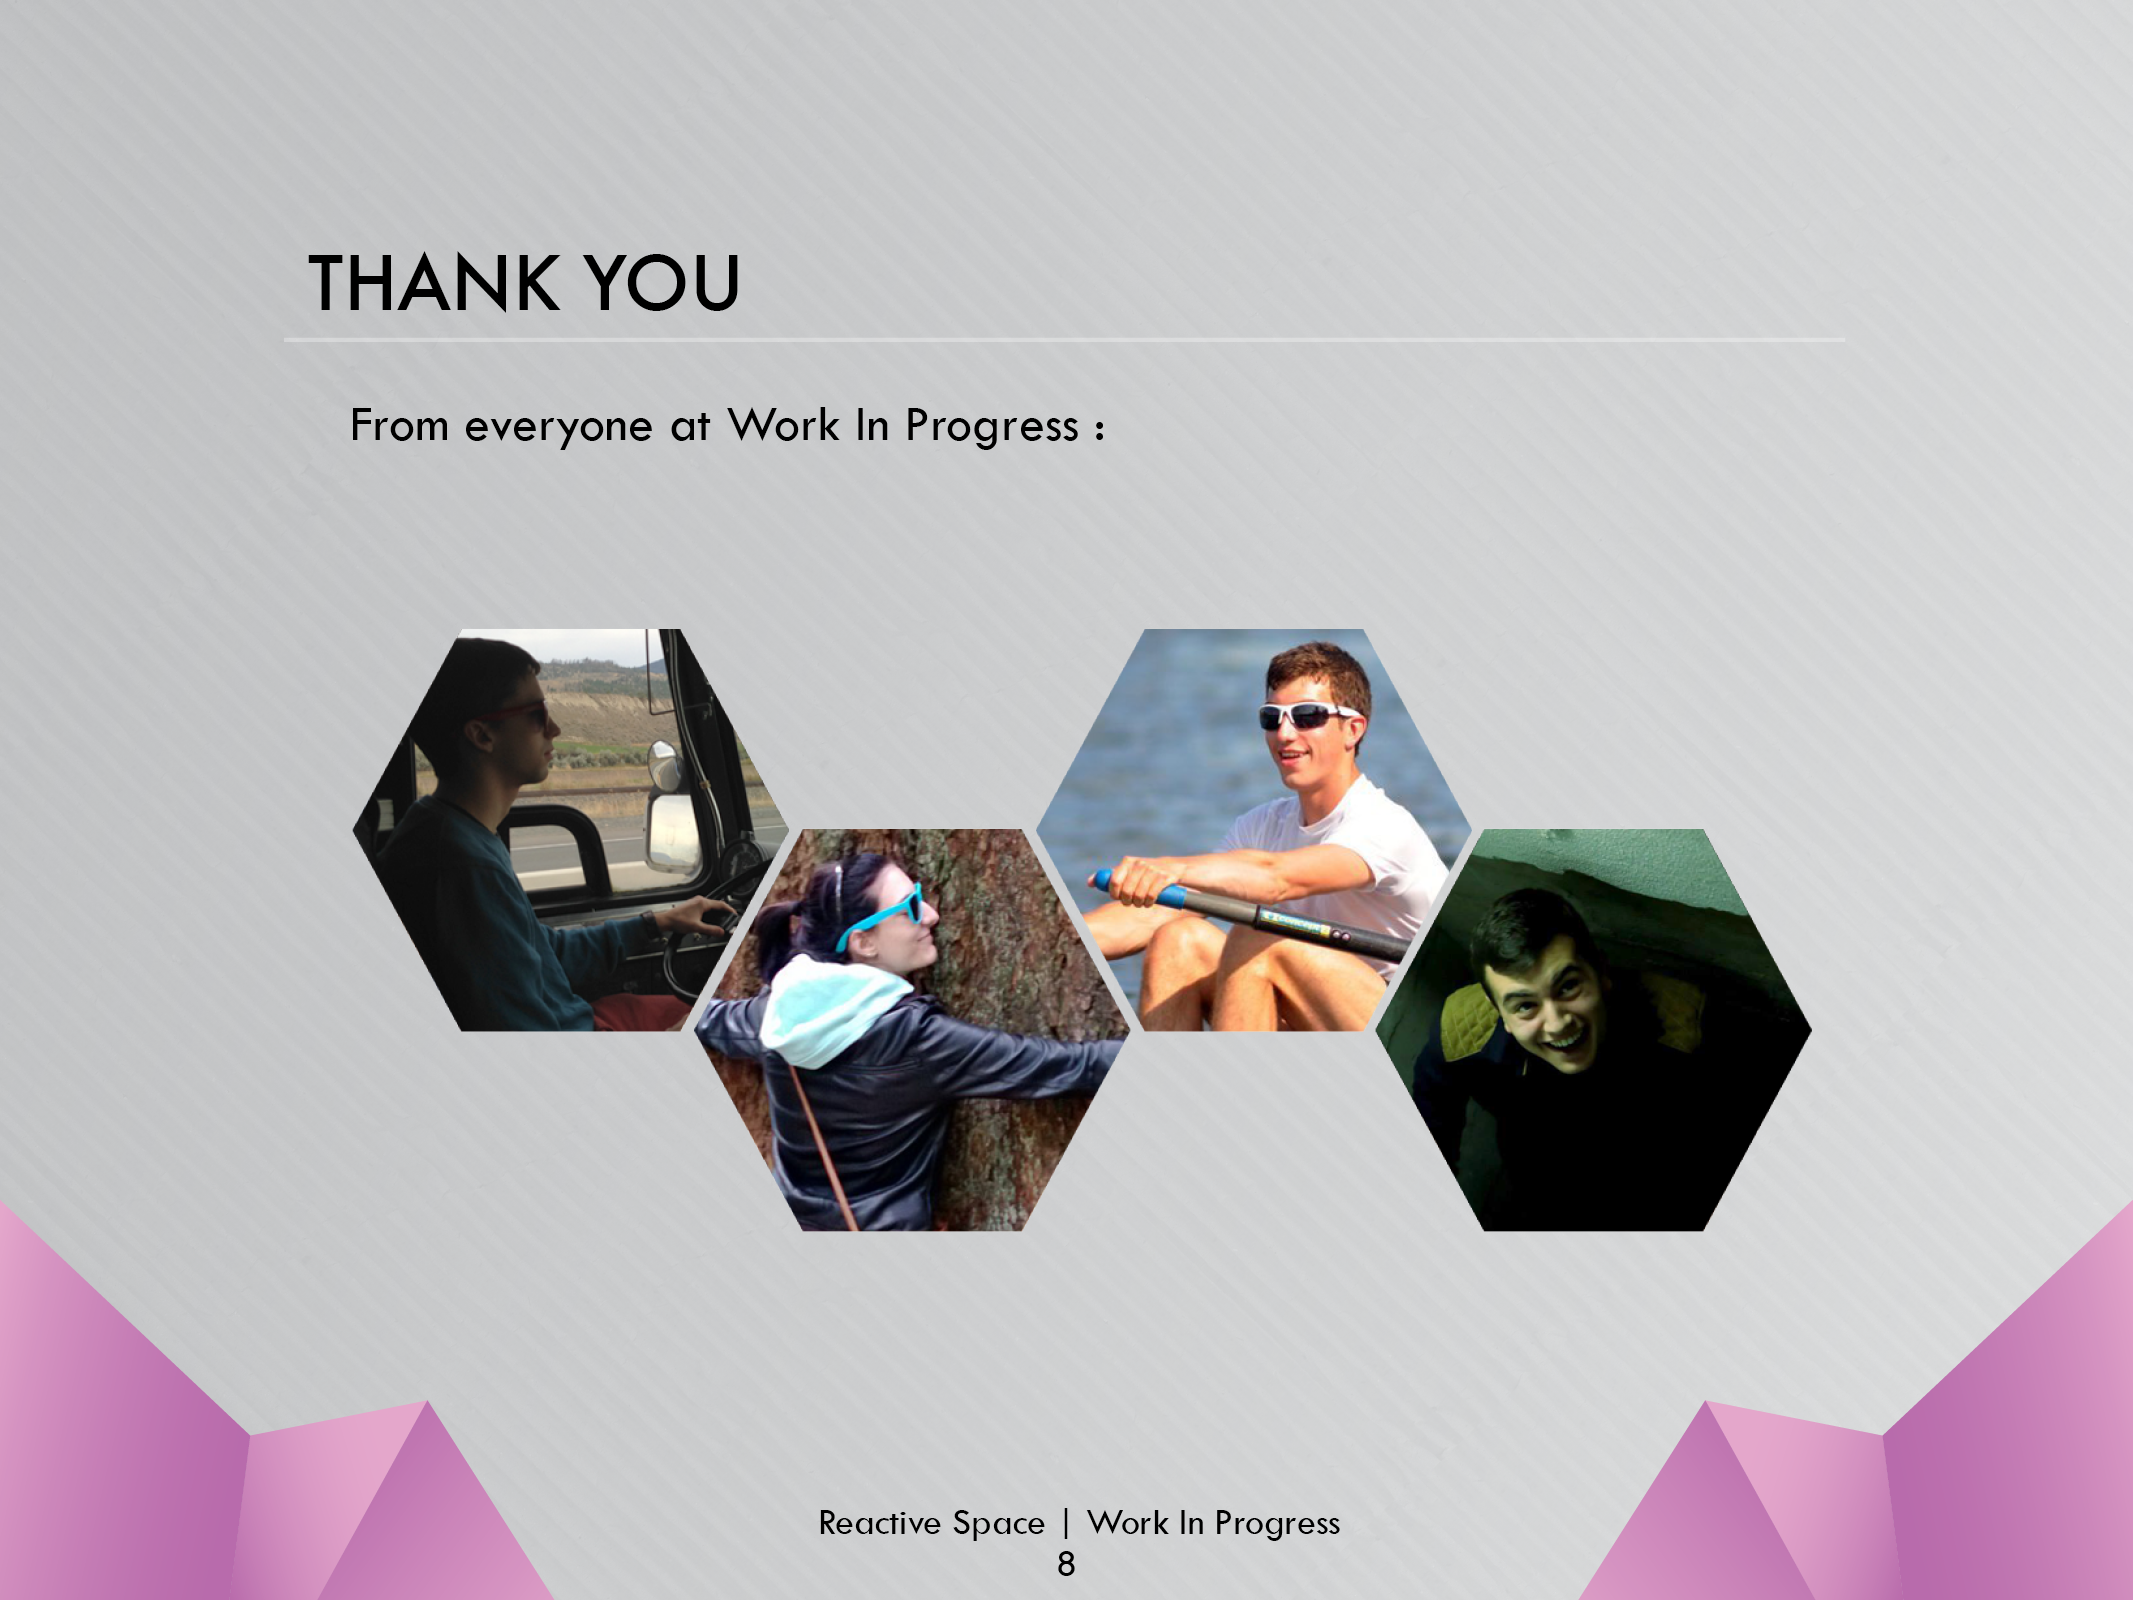 THANK YOU
From everyone at Work In Progress :
Reactive Space | Work In Progress
8